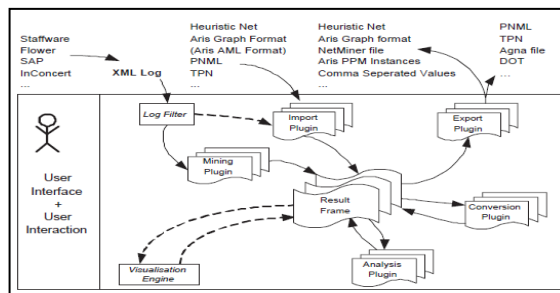 Staffware
Flower
SAP
InConcert
...
XML Log
Heuristic Net
Aris Graph Format
(Aris AML Format)
PNML
TPN
...
Heuristic Net
Aris Graph Format
NetMiner file
Aris PPM Instances
Comma Seperated Values
...
PNML
TPN
Agna file
DOT
...
User
Interface
+
User
Interaction
Log Filter
Import
Plugin
Export
Plugin
Mining
Plugin
Result
Frame
Conversion
Plugin
Visualisation
Engine
Analysis
Plugin